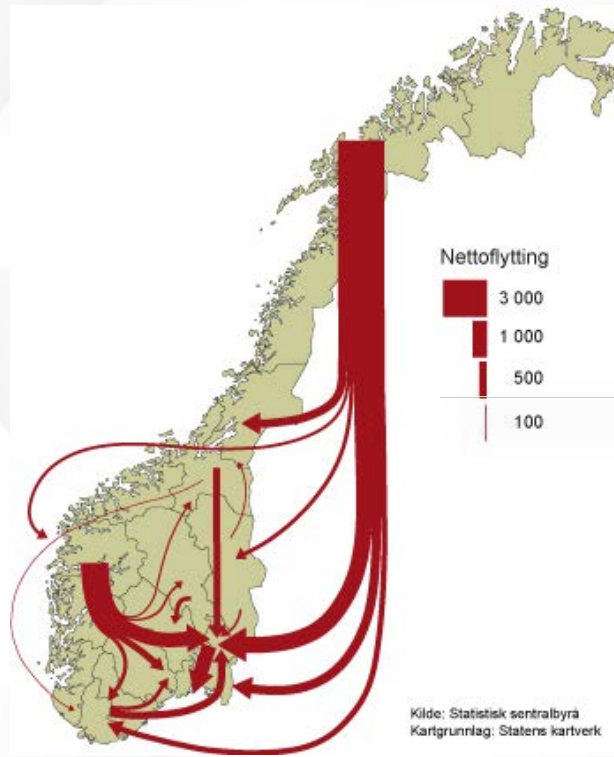 Nettoflytting
3 000
1 000
500
100
Kilde: Statistisk sentralbyrå
Kartgrunnlag: Statens kartverk